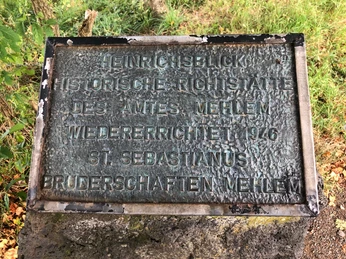 HEINRICHSBLICK
HISTORISCHE RICHTSTÄTTE
DES AMTES MEHLEM
WIEDERERRICHTET 1946
ST. SEBASTIANUS
BRUDERSCHAFTEN MEHLEM